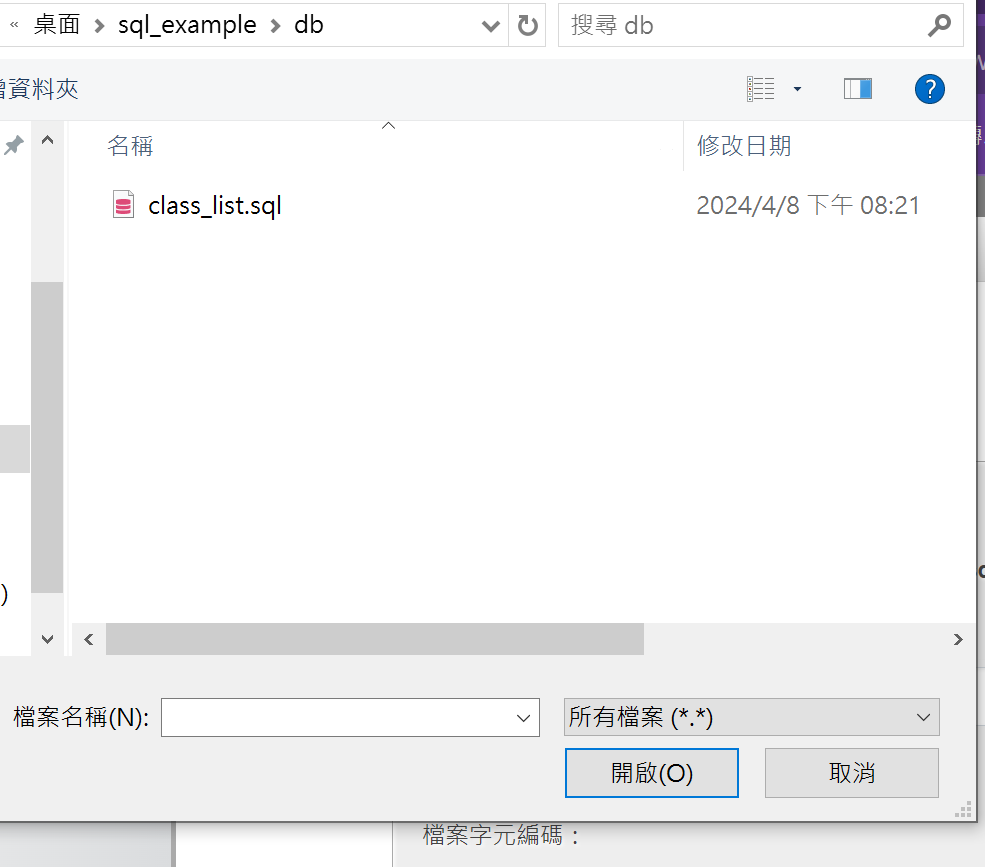 « 桌面 > sql_example > db
搜尋 db
資料夾
?
名稱
修改日期
class_list.sql
2024/4/8 下午 08:21
)
檔案名稱(N):
所有檔案 (*.*)
開啟(O)
取消
檔案字元編碼：